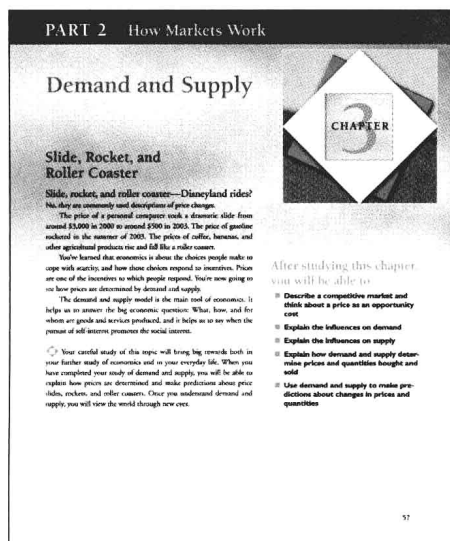 PART 2 How Markets Work
Demand and Supply
CHAPTER
3
Slide, Rocket, and
Roller Coaster
Slide, rocket, and roller coaster—Disneyland rides?
No, they are commonly used descriptions of price changes.
The price of a personal computer took a dramatic slide from
around $3,000 in 2000 to around $500 in 2005. The price of gasoline
rocketed in the summer of 2005. The prices of coffee, bananas, and
other agricultural products rise and fall like a roller coaster.
You've learned that economics is about the choices people make to
cope with scarcity, and how those choices respond to incentives. Prices
are one of the incentives to which people respond. You're now going to
see how prices are determined by demand and supply.
The demand and supply model is the main tool of economics. It
helps us to answer the big economic question: What, how, and for
whom are goods and services produced, and it helps us to say when the
pursuit of self-interest promotes the social interest.
Your careful study of this topic will bring big rewards both in
your further study of economics and in your everyday life. When you
have completed your study of demand and supply, you will be able to
explain how prices are determined and make predictions about price
slides, rockets, and roller coasters. Once you understand demand and
supply, you will view the world through new eyes.
After studying this chapter,
you will be able to
Describe a competitive market and
think about a price as an opportunity
cost
Explain the influences on demand
Explain the influences on supply
Explain how demand and supply deter-
mine prices and quantities bought and
sold
Use demand and supply to make pre-
dictions about changes in prices and
quantities
57